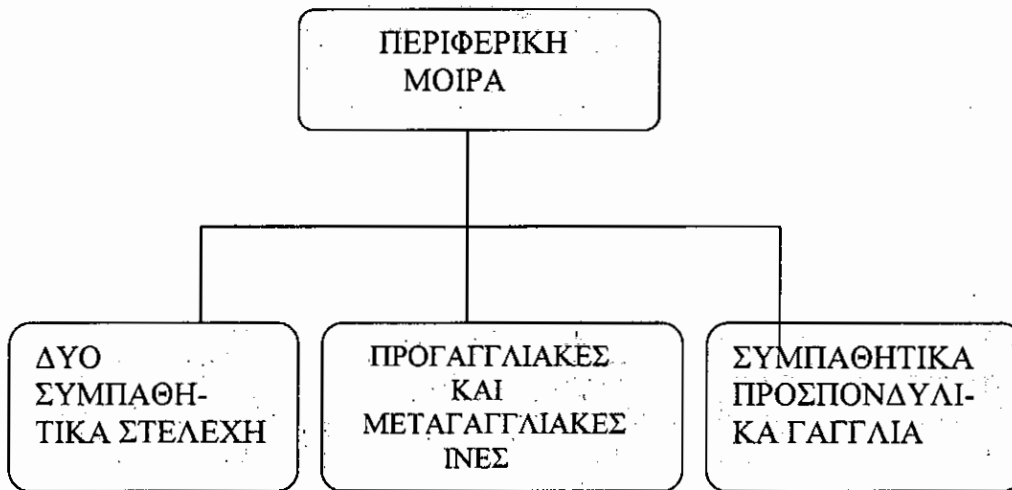 ΠΕΡΙΦΕΡΙΚΗ
ΜΟΙΡΑ
ΔΥΟ
ΣΥΜΠΑΘΗ-
ΤΙΚΑ ΣΤΕΛΕΧΗ
ΠΡΟΓΑΓΓΛΙΑΚΕΣ
ΚΑΙ
ΜΕΤΑΓΑΓΓΛΙΑΚΕΣ
ΙΝΕΣ
ΣΥΜΠΑΘΗΤΙΚΑ
ΠΡΟΣΠΟΝΔΥΛΙ-
ΚΑ ΓΑΓΓΛΙΑ